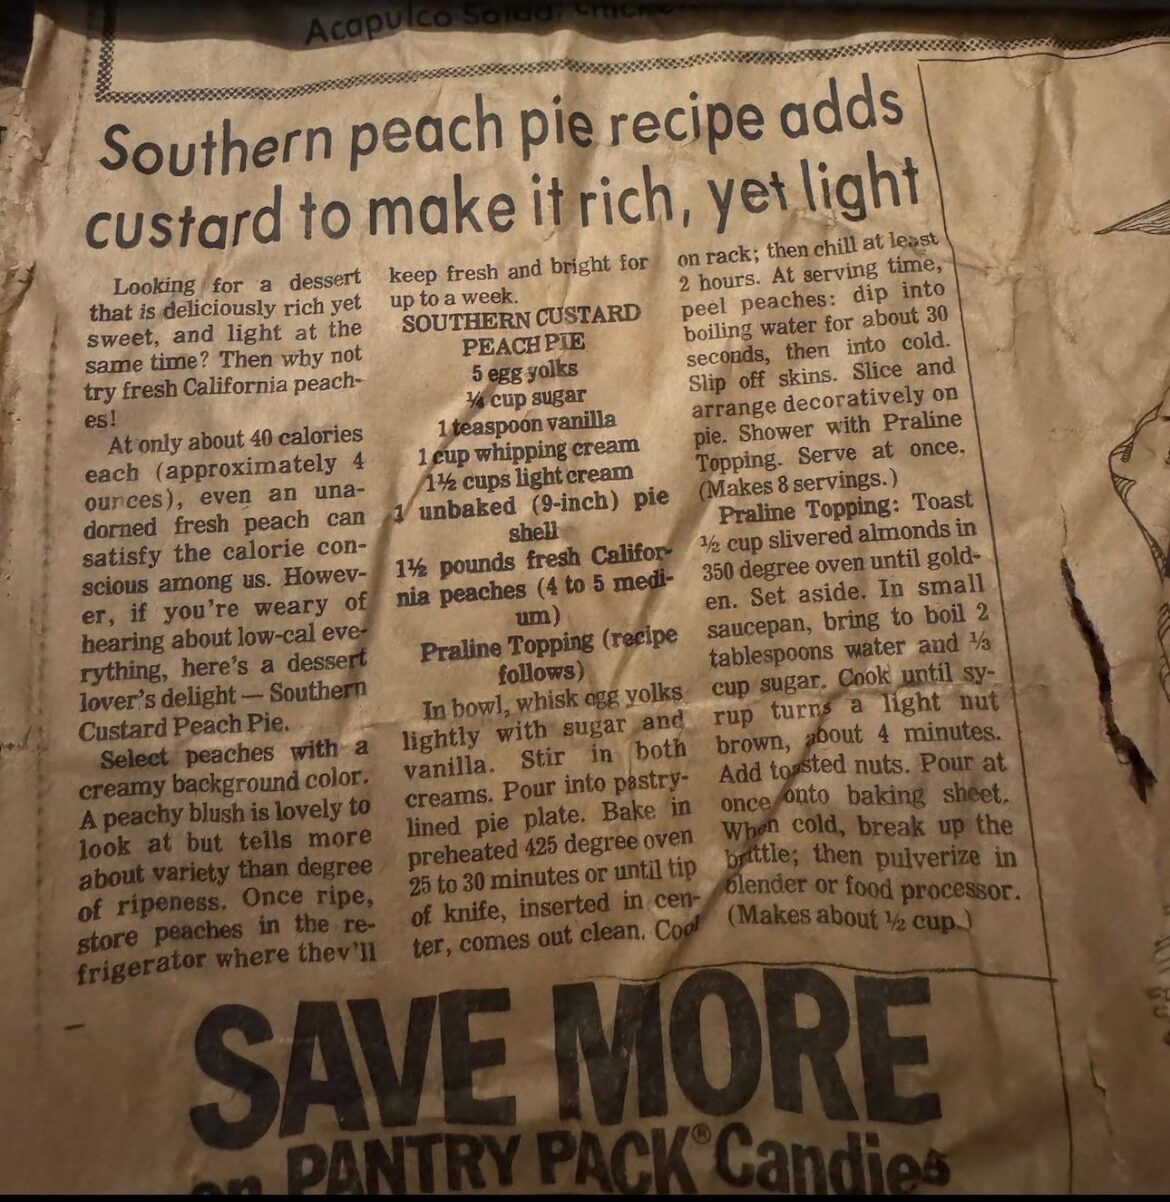 Acapulco Salad, chicken
Southern peach pie recipe adds
custard to make it rich, yet light
Looking for a dessert
that is deliciously rich yet
sweet, and light at the
same time? Then why not
try fresh California peach-
es!
At only about 40 calories
each (approximately 4
ounces), even an una-
dorned fresh peach can
satisfy the calorie con-
scious among us. Howev-
er, if you're weary of
hearing about low-cal eve-
rything, here's a dessert
lover's delight — Southern
Custard Peach Pie.
Select peaches with a
creamy background color.
A peachy blush is lovely to
look at but tells more
about variety than degree
of ripeness. Once ripe,
store peaches in the re-
frigerator where they'll
keep fresh and bright for
up to a week.
SOUTHERN CUSTARD
PEACH PIE
5 egg yolks
¼ cup sugar
1 teaspoon vanilla
1 cup whipping cream
1½ cups light cream
1 unbaked (9-inch) pie
shell
1½ pounds fresh Califor-
nia peaches (4 to 5 medi-
um)
Praline Topping (recipe
follows)
In bowl, whisk egg yolks
lightly with sugar and
vanilla. Stir in both
creams. Pour into pastry-
lined pie plate. Bake in
preheated 425 degree oven
25 to 30 minutes or until tip
of knife, inserted in cen-
ter, comes out clean. Cool
on rack; then chill at least
2 hours. At serving time,
peel peaches: dip into
boiling water for about 30
seconds, then into cold.
Slip off skins. Slice and
arrange decoratively on
pie. Shower with Praline
Topping. Serve at once.
(Makes 8 servings.)
Praline Topping: Toast
½ cup slivered almonds in
350 degree oven until gold-
en. Set aside. In small
saucepan, bring to boil 2
tablespoons water and ⅓
cup sugar. Cook until sy-
rup turns a light nut
brown, about 4 minutes.
Add toasted nuts. Pour at
once onto baking sheet.
When cold, break up the
brittle; then pulverize in
blender or food processor.
(Makes about ½ cup.)
SAVE MORE
on PANTRY PACK® Candies